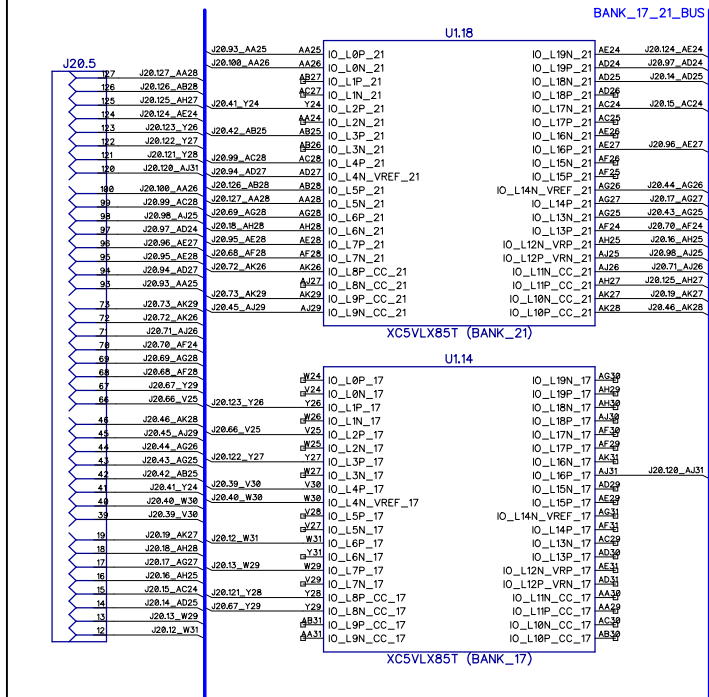 BANK_17_21_BUS
J20.5
127 J20.127_AA28
126 J20.126_AB28
125 J20.125_AH27
124 J20.124_AE24
123 J20.123_Y26
122 J20.122_Y27
121 J20.121_Y28
120 J20.120_AJ31
100 J20.100_AA26
99 J20.99_AC28
98 J20.98_AJ25
97 J20.97_AD24
96 J20.96_AE27
95 J20.95_AE28
94 J20.94_AD27
93 J20.93_AA25
73 J20.73_AK29
72 J20.72_AK26
71 J20.71_AJ26
70 J20.70_AF24
69 J20.69_AG28
68 J20.68_AF28
67 J20.67_Y29
66 J20.66_V25
46 J20.46_AK28
45 J20.45_AJ29
44 J20.44_AG26
43 J20.43_AG25
42 J20.42_AB25
41 J20.41_Y24
40 J20.40_W30
39 J20.39_V30
19 J20.19_AK27
18 J20.18_AH28
17 J20.17_AG27
16 J20.16_AH25
15 J20.15_AC24
14 J20.14_AD25
13 J20.13_W29
12 J20.12_W31
U1.18
J20.93_AA25 AA25 IO_L0P_21 IO_L19N_21 AE24 J20.124_AE24
J20.100_AA26 AA26 IO_L0N_21 IO_L19P_21 AD24 J20.97_AD24
AB27 IO_L1P_21 IO_L18N_21 AD25 J20.14_AD25
AC27 IO_L1N_21 IO_L18P_21 AD26
J20.41_Y24 Y24 IO_L2P_21 IO_L17N_21 AC24 J20.15_AC24
AA24 IO_L2N_21 IO_L17P_21 AC25
J20.42_AB25 AB25 IO_L3P_21 IO_L16N_21 AE26
AB26 IO_L3N_21 IO_L16P_21 AE27 J20.96_AE27
J20.99_AC28 AC28 IO_L4P_21 IO_L15N_21 AF26
J20.94_AD27 AD27 IO_L4N_VREF_21 IO_L15P_21 AF25
J20.126_AB28 AB28 IO_L5P_21 IO_L14N_VREF_21 AG26 J20.44_AG26
J20.127_AA28 AA28 IO_L5N_21 IO_L14P_21 AG27 J20.17_AG27
J20.69_AG28 AG28 IO_L6P_21 IO_L13N_21 AG25 J20.43_AG25
J20.18_AH28 AH28 IO_L6N_21 IO_L13P_21 AF24 J20.70_AF24
J20.95_AE28 AE28 IO_L7P_21 IO_L12N_VRP_21 AH25 J20.16_AH25
J20.68_AF28 AF28 IO_L7N_21 IO_L12P_VRN_21 AJ25 J20.98_AJ25
J20.72_AK26 AK26 IO_L8P_CC_21 IO_L11N_CC_21 AJ26 J20.71_AJ26
AJ27 IO_L8N_CC_21 IO_L11P_CC_21 AH27 J20.125_AH27
J20.73_AK29 AK29 IO_L9P_CC_21 IO_L10N_CC_21 AK27 J20.19_AK27
J20.45_AJ29 AJ29 IO_L9N_CC_21 IO_L10P_CC_21 AK28 J20.46_AK28
XC5VLX85T (BANK_21)
U1.14
W24 IO_L0P_17 IO_L19N_17 AG30
V24 IO_L0N_17 IO_L19P_17 AH29
J20.123_Y26 Y26 IO_L1P_17 IO_L18N_17 AH30
W26 IO_L1N_17 IO_L18P_17 AJ30
J20.66_V25 V25 IO_L2P_17 IO_L17N_17 AF30
W25 IO_L2N_17 IO_L17P_17 AF29
J20.122_Y27 Y27 IO_L3P_17 IO_L16N_17 AK31
W27 IO_L3N_17 IO_L16P_17 AJ31 J20.120_AJ31
J20.39_V30 V30 IO_L4P_17 IO_L15N_17 AD29
J20.40_W30 W30 IO_L4N_VREF_17 IO_L15P_17 AE29
V28 IO_L5P_17 IO_L14N_VREF_17 AG31
V27 IO_L5N_17 IO_L14P_17 AF31
J20.12_W31 W31 IO_L6P_17 IO_L13N_17 AC29
Y31 IO_L6N_17 IO_L13P_17 AD30
J20.13_W29 W29 IO_L7P_17 IO_L12N_VRP_17 AE31
V29 IO_L7N_17 IO_L12P_VRN_17 AD31
J20.121_Y28 Y28 IO_L8P_CC_17 IO_L11N_CC_17 AA30
J20.67_Y29 Y29 IO_L8N_CC_17 IO_L11P_CC_17 AA29
AB31 IO_L9P_CC_17 IO_L10N_CC_17 AC30
AA31 IO_L9N_CC_17 IO_L10P_CC_17 AB30
XC5VLX85T (BANK_17)